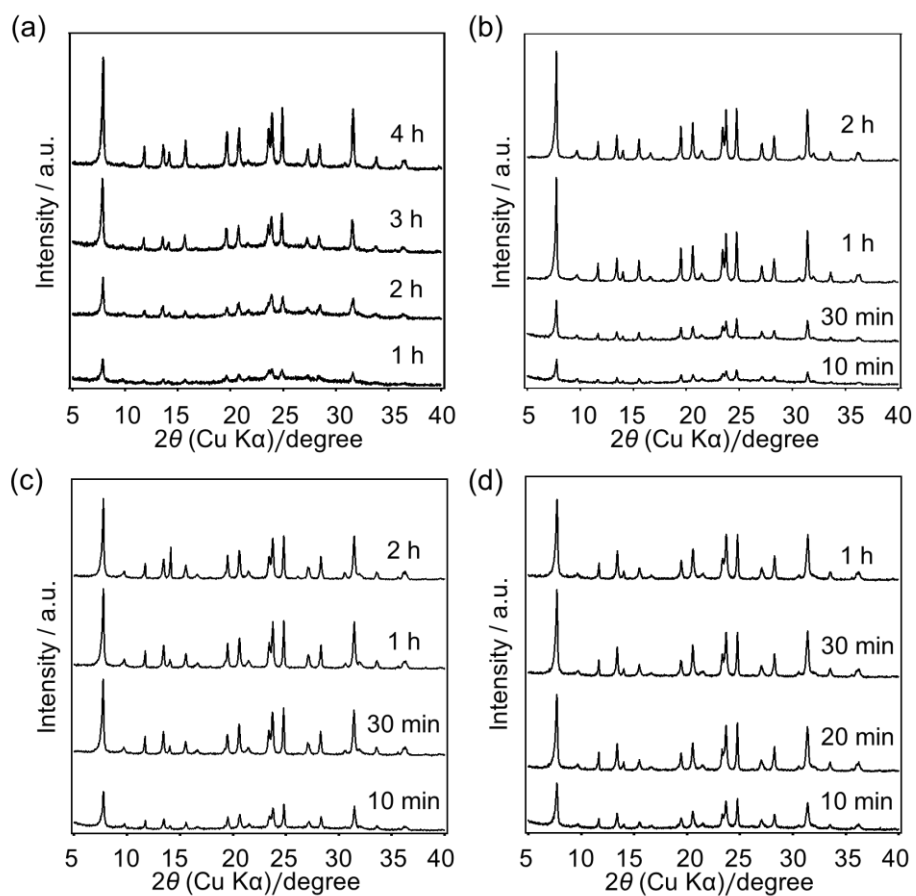 (a)
Intensity / a.u.
4 h
3 h
2 h
1 h
5 10 15 20 25 30 35 40
2θ (Cu Kα)/degree
(b)
Intensity / a.u.
2 h
1 h
30 min
10 min
5 10 15 20 25 30 35 40
2θ (Cu Kα)/degree
(c)
Intensity / a.u.
2 h
1 h
30 min
10 min
5 10 15 20 25 30 35 40
2θ (Cu Kα)/degree
(d)
Intensity / a.u.
1 h
30 min
20 min
10 min
5 10 15 20 25 30 35 40
2θ (Cu Kα)/degree